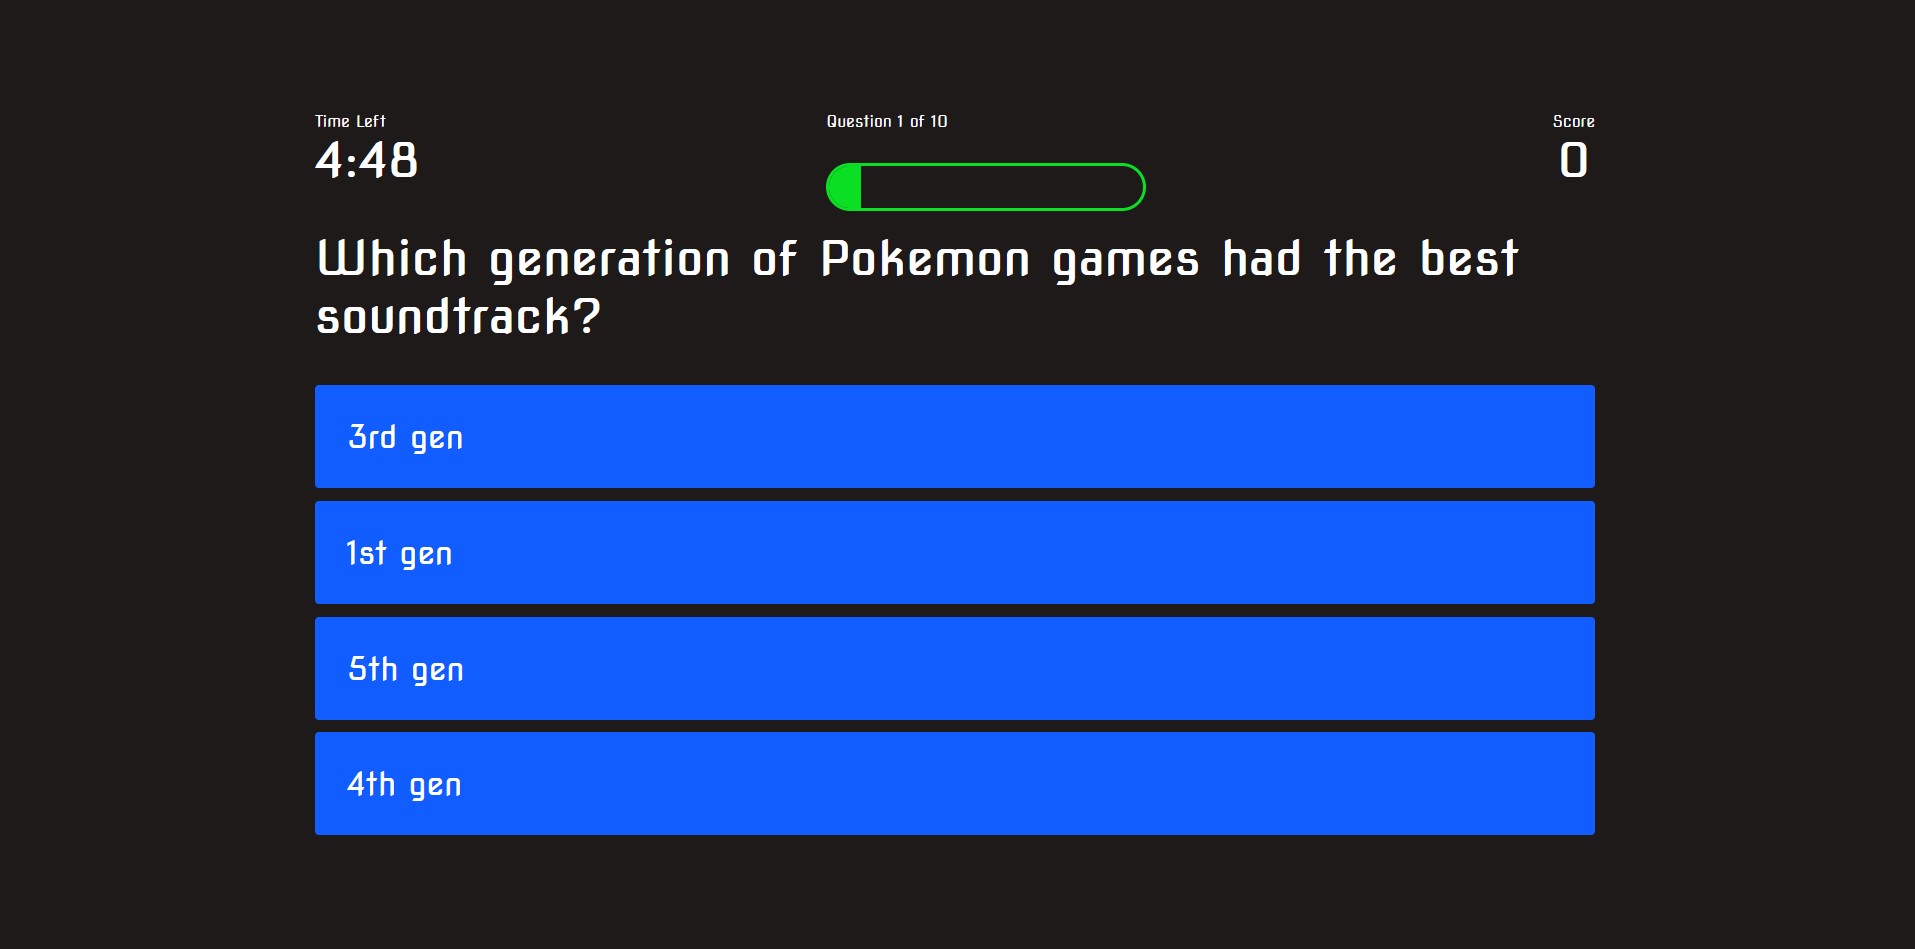 Time Left
4:48
Question 1 of 10
Score
0
Which generation of Pokemon games had the best
soundtrack?
3rd gen
1st gen
5th gen
4th gen